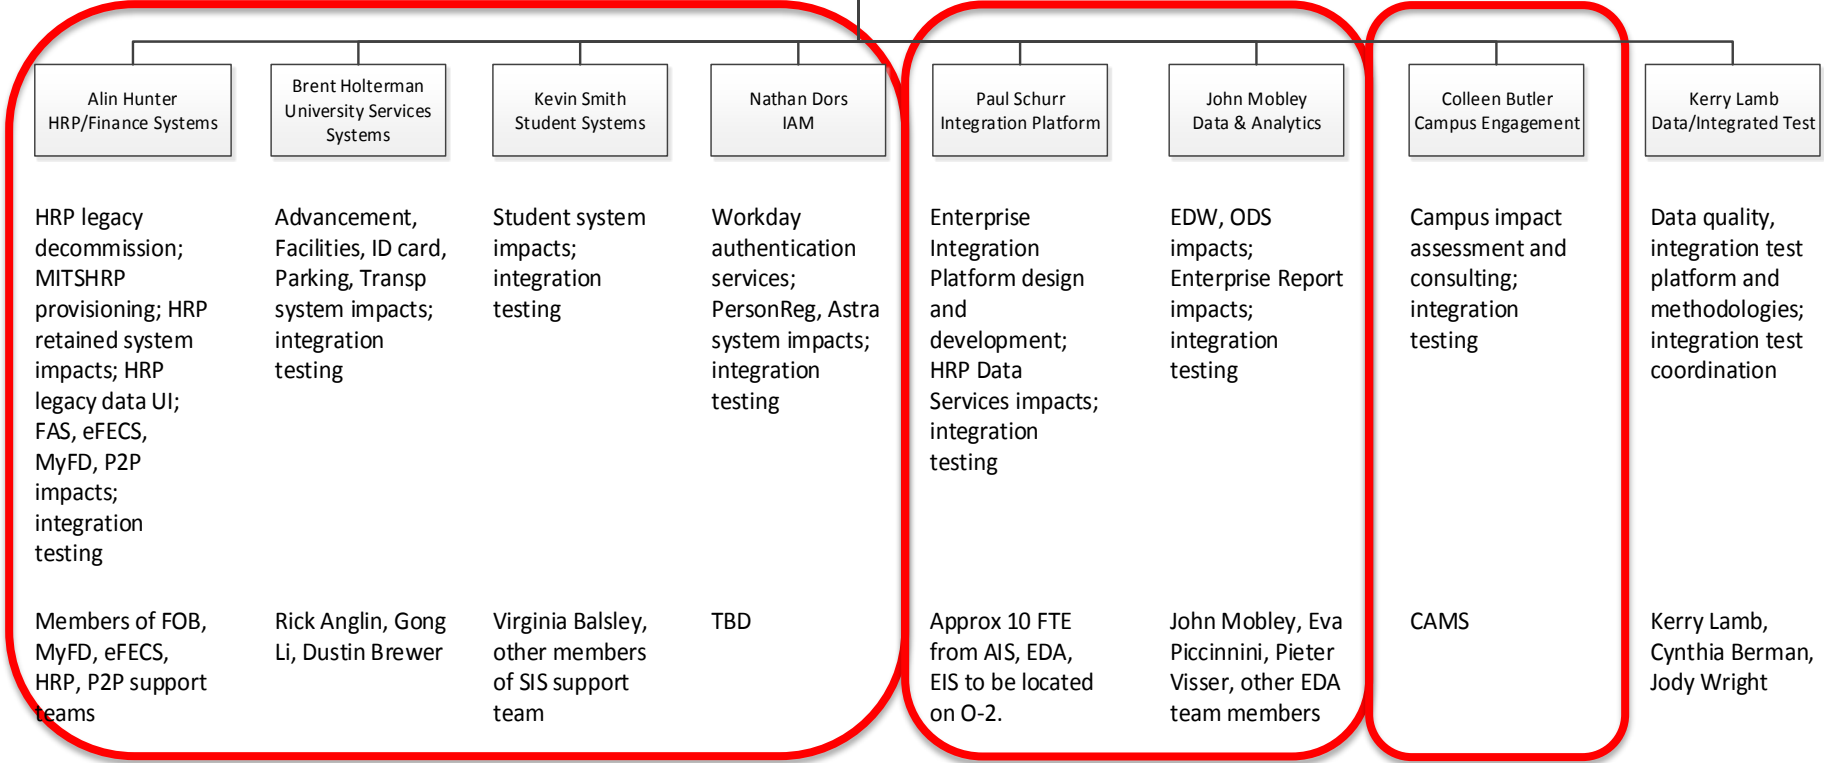 Alin Hunter
HRP/Finance Systems
Brent Holterman
University Services
Systems
Kevin Smith
Student Systems
Nathan Dors
IAM
Paul Schurr
Integration Platform
John Mobley
Data & Analytics
Colleen Butler
Campus Engagement
Kerry Lamb
Data/Integrated Test
HRP legacy
decommission;
MITSHRP
provisioning; HRP
retained system
impacts; HRP
legacy data UI;
FAS, eFECS,
MyFD, P2P
impacts;
integration
testing
Advancement,
Facilities, ID card,
Parking, Transp
system impacts;
integration
testing
Student system
impacts;
integration
testing
Workday
authentication
services;
PersonReg, Astra
system impacts;
integration
testing
Enterprise
Integration
Platform design
and
development;
HRP Data
Services impacts;
integration
testing
EDW, ODS
impacts;
Enterprise Report
impacts;
integration
testing
Campus impact
assessment and
consulting;
integration
testing
Data quality,
integration test
platform and
methodologies;
integration test
coordination
Members of FOB,
MyFD, eFECS,
HRP, P2P support
teams
Rick Anglin, Gong
Li, Dustin Brewer
Virginia Balsley,
other members
of SIS support
team
TBD
Approx 10 FTE
from AIS, EDA,
EIS to be located
on O-2.
John Mobley, Eva
Piccinnini, Pieter
Visser, other EDA
team members
CAMS
Kerry Lamb,
Cynthia Berman,
Jody Wright